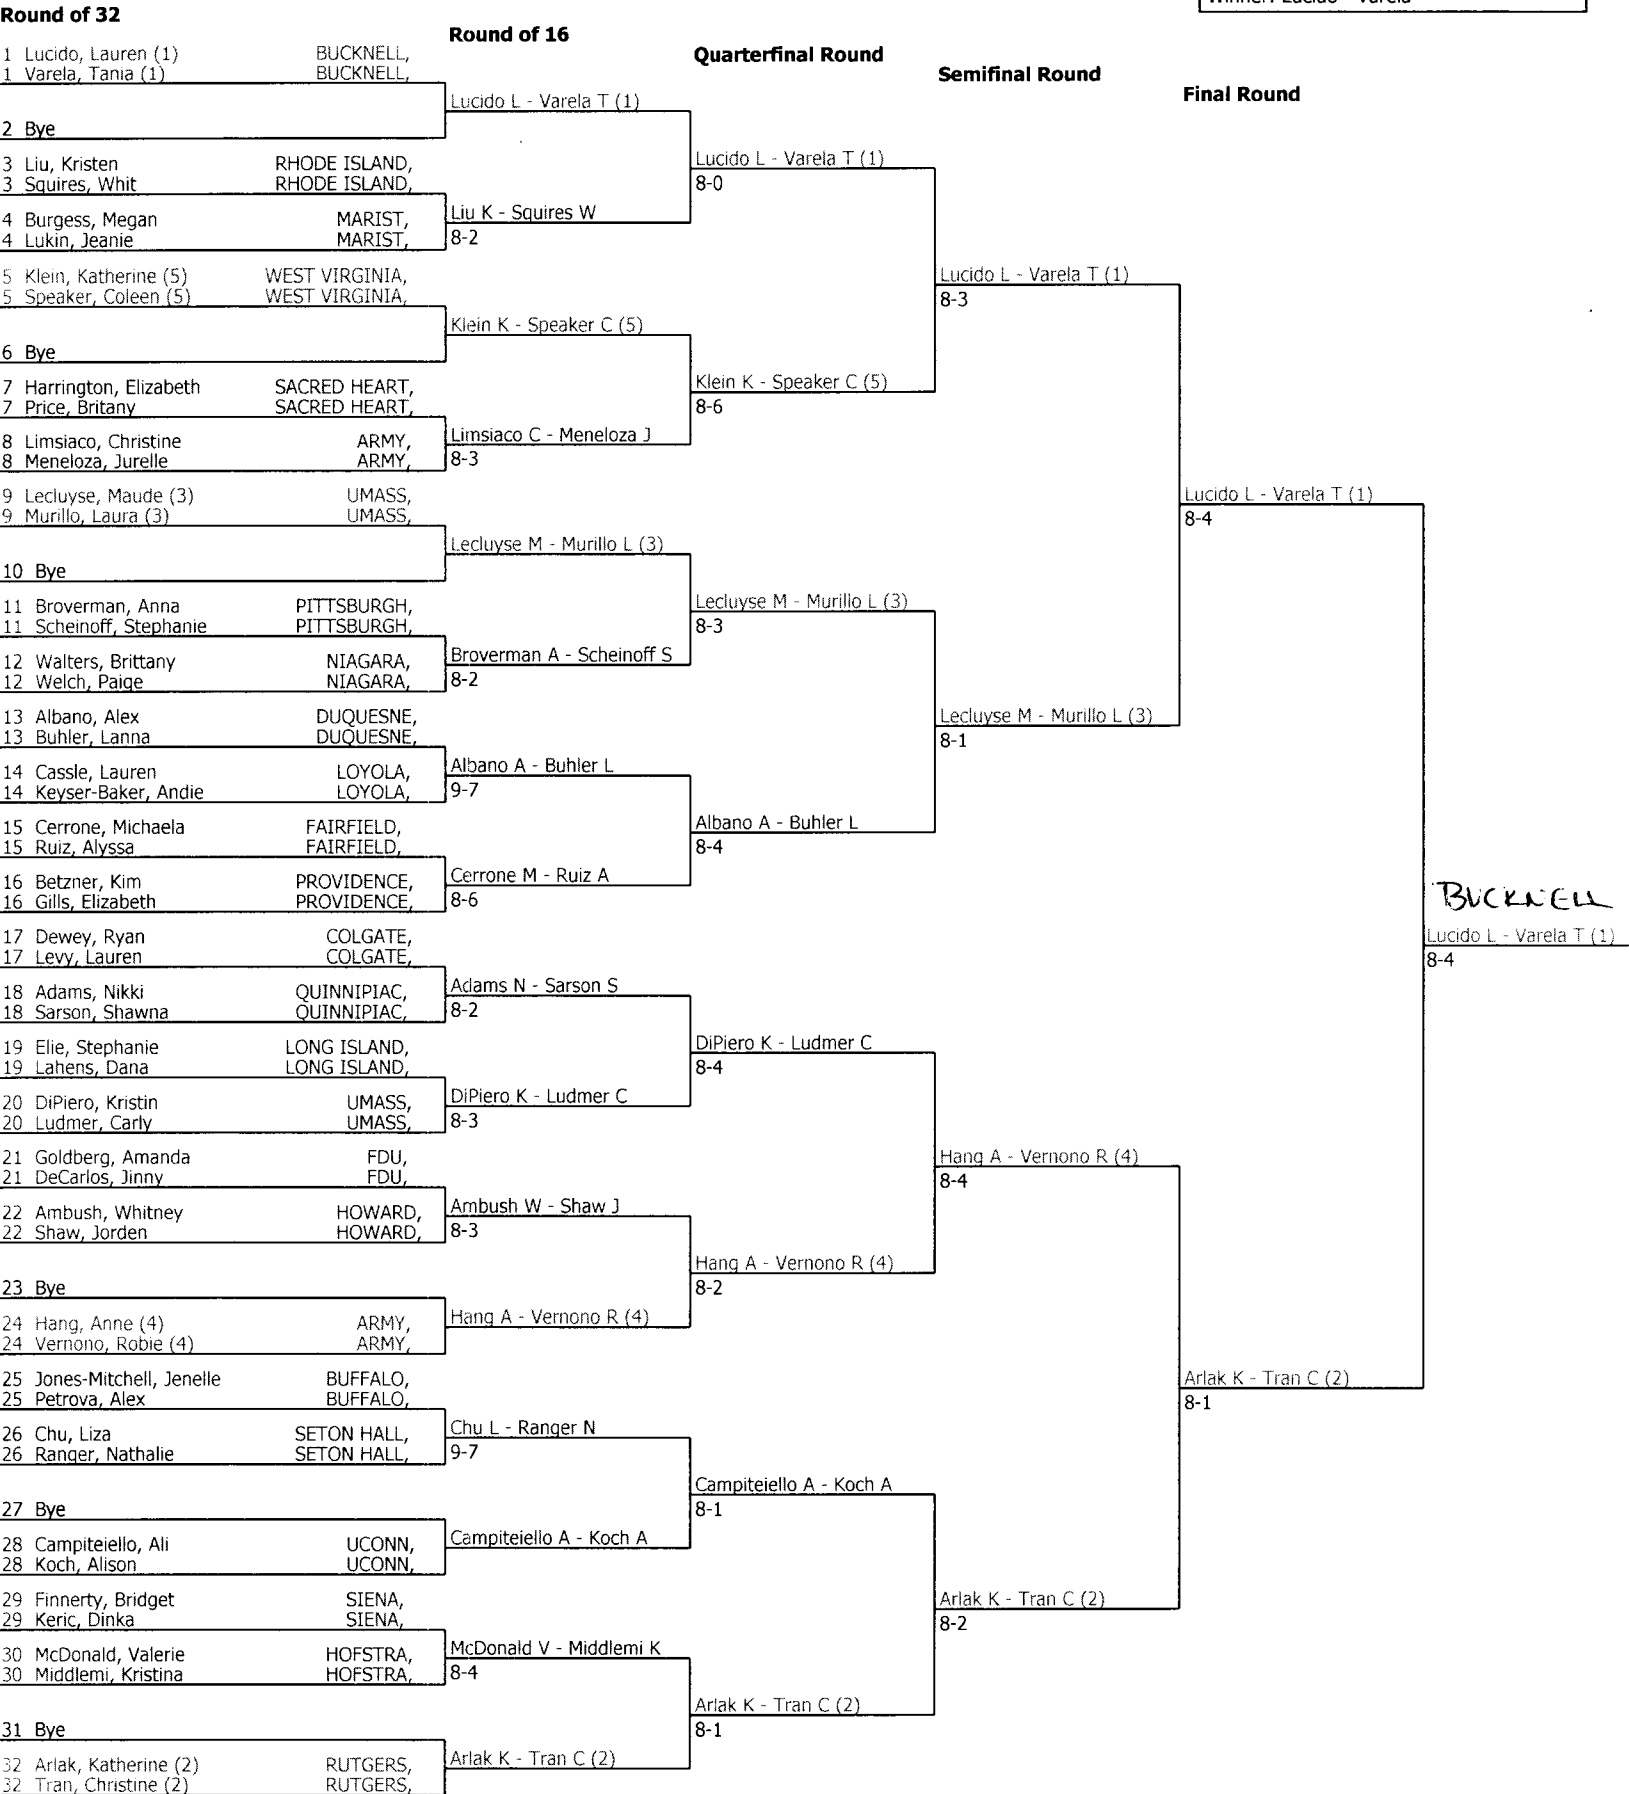 Winner: Lucido - Varela
Round of 32
Round of 16
Quarterfinal Round
Semifinal Round
Final Round
1 Lucido, Lauren (1) BUCKNELL,
1 Varela, Tania (1) BUCKNELL,
Lucido L - Varela T (1)
2 Bye
Lucido L - Varela T (1)
8-0
3 Liu, Kristen RHODE ISLAND,
3 Squires, Whit RHODE ISLAND,
Liu K - Squires W
8-2
4 Burgess, Megan MARIST,
4 Lukin, Jeanie MARIST,
Lucido L - Varela T (1)
8-3
5 Klein, Katherine (5) WEST VIRGINIA,
5 Speaker, Coleen (5) WEST VIRGINIA,
Klein K - Speaker C (5)
6 Bye
Klein K - Speaker C (5)
8-6
7 Harrington, Elizabeth SACRED HEART,
7 Price, Britany SACRED HEART,
Limsiaco C - Meneloza J
8-3
8 Limsiaco, Christine ARMY,
8 Meneloza, Jurelle ARMY,
Lucido L - Varela T (1)
8-4
9 Lecluyse, Maude (3) UMASS,
9 Murillo, Laura (3) UMASS,
Lecluyse M - Murillo L (3)
10 Bye
Lecluyse M - Murillo L (3)
8-3
11 Broverman, Anna PITTSBURGH,
11 Scheinoff, Stephanie PITTSBURGH,
Broverman A - Scheinoff S
8-2
12 Walters, Brittany NIAGARA,
12 Welch, Paige NIAGARA,
Lecluyse M - Murillo L (3)
8-1
13 Albano, Alex DUQUESNE,
13 Buhler, Lanna DUQUESNE,
Albano A - Buhler L
9-7
14 Cassle, Lauren LOYOLA,
14 Keyser-Baker, Andie LOYOLA,
Albano A - Buhler L
8-4
15 Cerrone, Michaela FAIRFIELD,
15 Ruiz, Alyssa FAIRFIELD,
Cerrone M - Ruiz A
8-6
16 Betzner, Kim PROVIDENCE,
16 Gills, Elizabeth PROVIDENCE,
BUCKNELL
Lucido L - Varela T (1)
8-4
17 Dewey, Ryan COLGATE,
17 Levy, Lauren COLGATE,
Adams N - Sarson S
8-2
18 Adams, Nikki QUINNIPIAC,
18 Sarson, Shawna QUINNIPIAC,
DiPiero K - Ludmer C
8-4
19 Elie, Stephanie LONG ISLAND,
19 Lahens, Dana LONG ISLAND,
DiPiero K - Ludmer C
8-3
20 DiPiero, Kristin UMASS,
20 Ludmer, Carly UMASS,
Hang A - Vernono R (4)
8-4
21 Goldberg, Amanda FDU,
21 DeCarlos, Jinny FDU,
Ambush W - Shaw J
8-3
22 Ambush, Whitney HOWARD,
22 Shaw, Jorden HOWARD,
Hang A - Vernono R (4)
8-2
23 Bye
Hang A - Vernono R (4)
24 Hang, Anne (4) ARMY,
24 Vernono, Robie (4) ARMY,
Arlak K - Tran C (2)
8-1
25 Jones-Mitchell, Jenelle BUFFALO,
25 Petrova, Alex BUFFALO,
Chu L - Ranger N
9-7
26 Chu, Liza SETON HALL,
26 Ranger, Nathalie SETON HALL,
Campiteiello A - Koch A
8-1
27 Bye
Campiteiello A - Koch A
28 Campiteiello, Ali UCONN,
28 Koch, Alison UCONN,
Arlak K - Tran C (2)
8-2
29 Finnerty, Bridget SIENA,
29 Keric, Dinka SIENA,
McDonald V - Middlemi K
8-4
30 McDonald, Valerie HOFSTRA,
30 Middlemi, Kristina HOFSTRA,
Arlak K - Tran C (2)
8-1
31 Bye
Arlak K - Tran C (2)
32 Arlak, Katherine (2) RUTGERS,
32 Tran, Christine (2) RUTGERS,